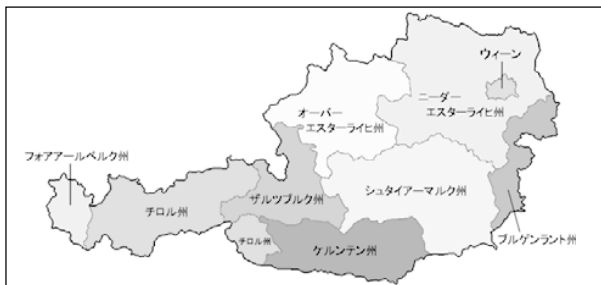 ウィーン
オーバー
エスターライヒ州
ニーダー
エスターライヒ州
フォアアールベルク州
チロル州
ザルツブルク州
シュタイアーマルク州
チロル州
ケルンテン州
ブルゲンラント州